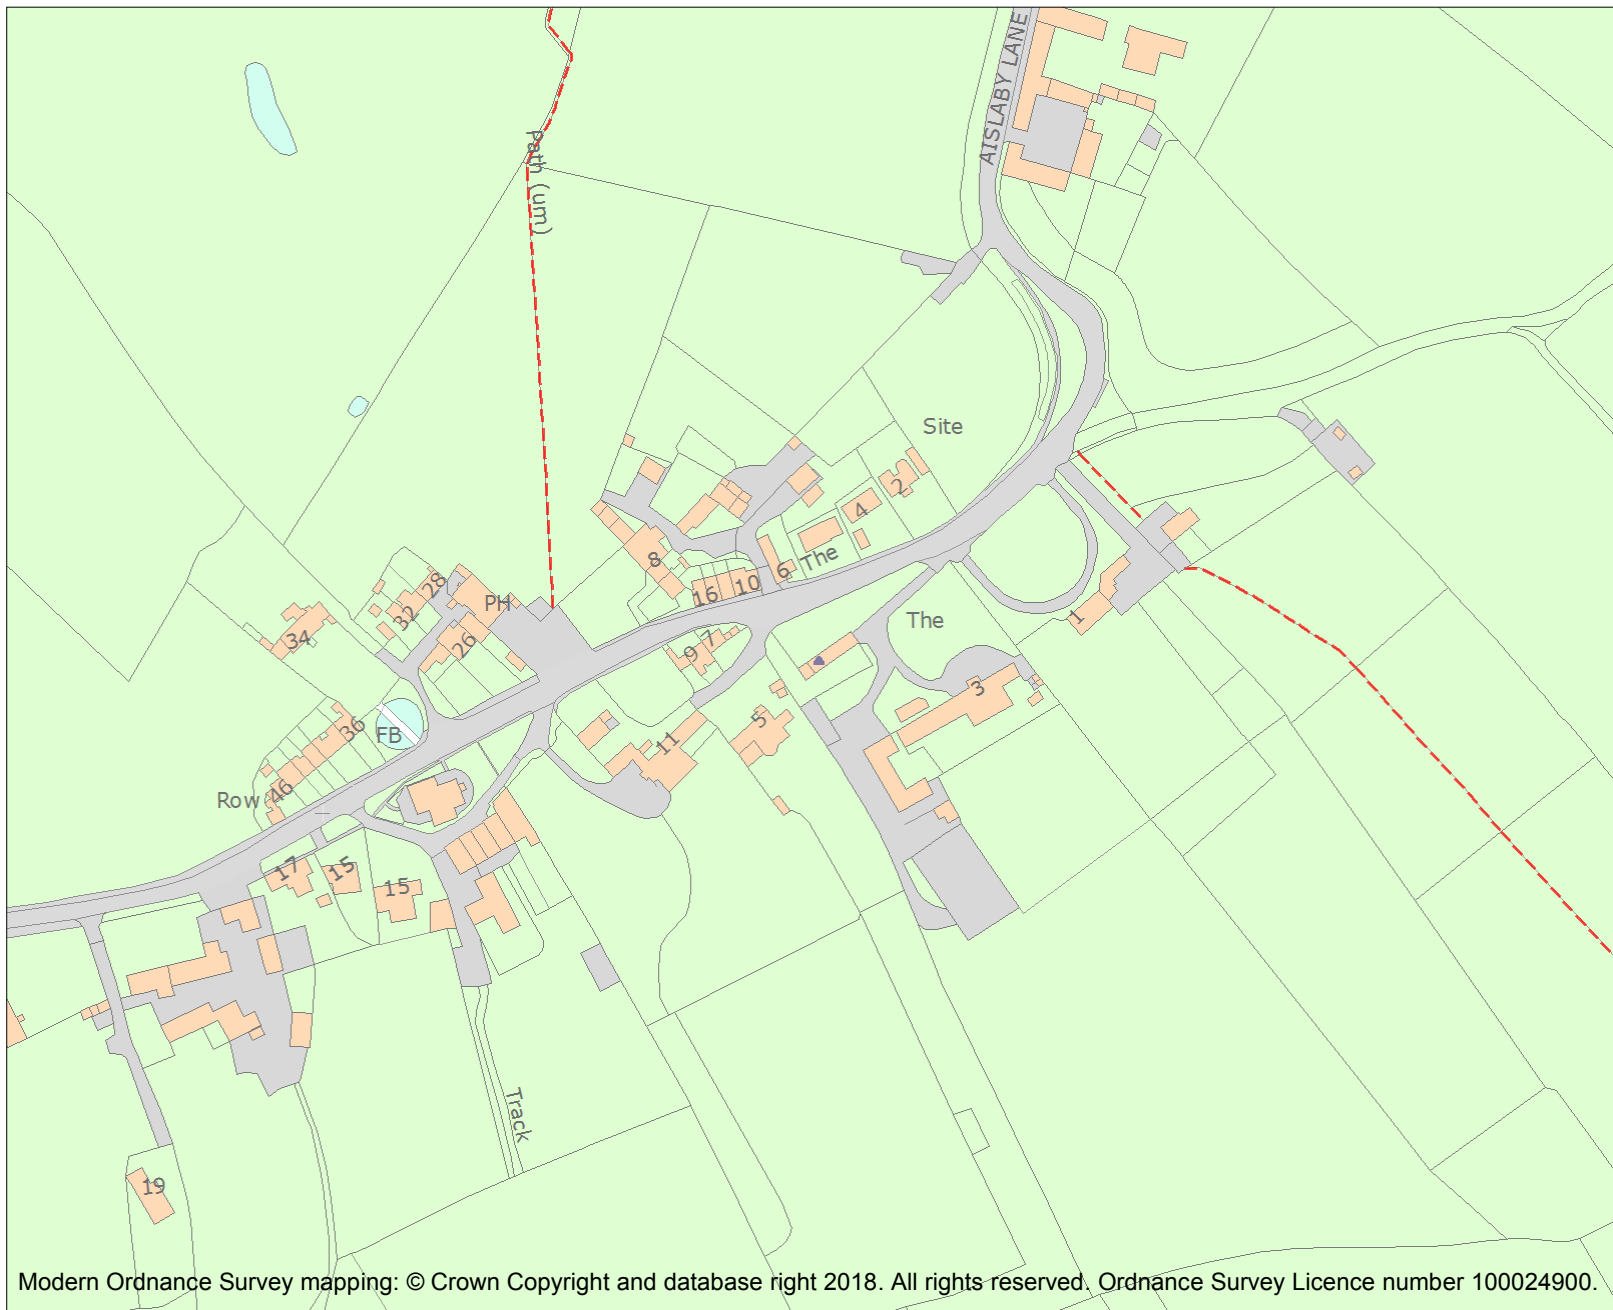 AISLABY LANE
Path (um)
Site
2
4
The
6
8
10
16
28
PH
32
26
34
7
9
The
1
3
5
11
36
FB
Row
46
17
15
15
Track
19
Modern Ordnance Survey mapping: © Crown Copyright and database right 2018. All rights reserved. Ordnance Survey Licence number 100024900.